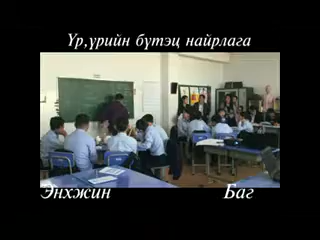 Үр,үрийн бүтэц найрлага
Энхжин
Баг